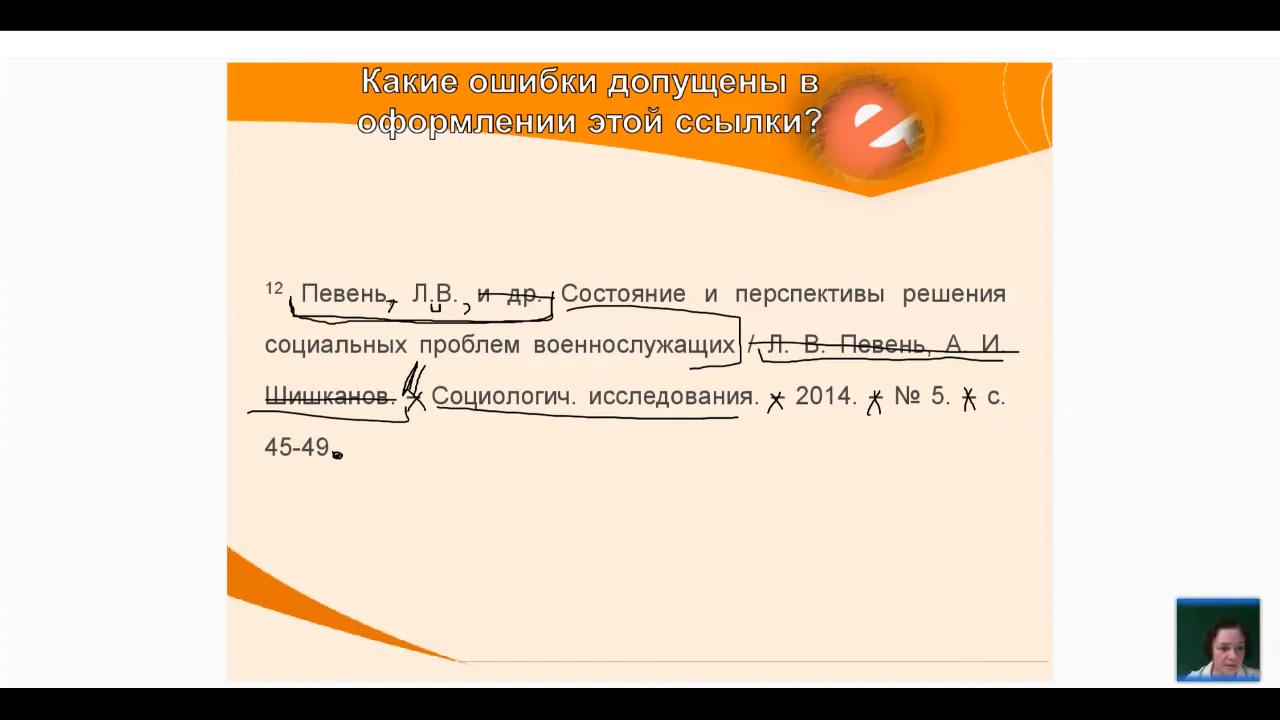 Какие ошибки допущены в
оформлении этой ссылки?
12 Певень, Л.В. , и др. Состояние и перспективы решения
социальных проблем военнослужащих / Л. В. Певень, А. И.
Шишканов. // Социологич. исследования. – 2014. – № 5. – с.
45-49.